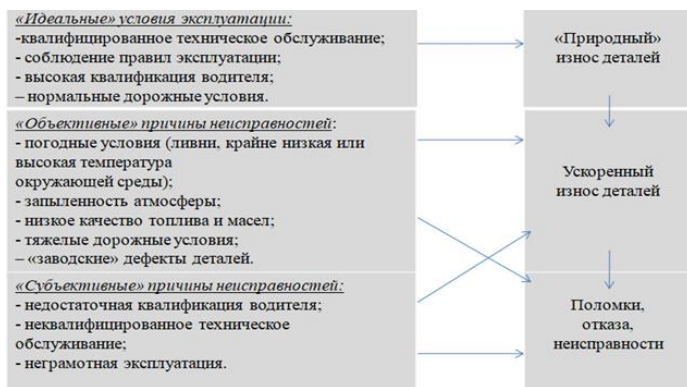 «Идеальные» условия эксплуатации:
-квалифицированное техническое обслуживание;
- соблюдение правил эксплуатации;
- высокая квалификация водителя;
– нормальные дорожные условия.
«Природный»
износ деталей
«Объективные» причины неисправностей:
- погодные условия (ливни, крайне низкая или
высокая температура
окружающей среды);
- запыленность атмосферы;
- низкое качество топлива и масел;
- тяжелые дорожные условия;
– «заводские» дефекты деталей.
Ускоренный
износ деталей
«Субъективные» причины неисправностей:
- недостаточная квалификация водителя;
- неквалифицированное техническое
обслуживание;
- неграмотная эксплуатация.
Поломки,
отказа,
неисправности